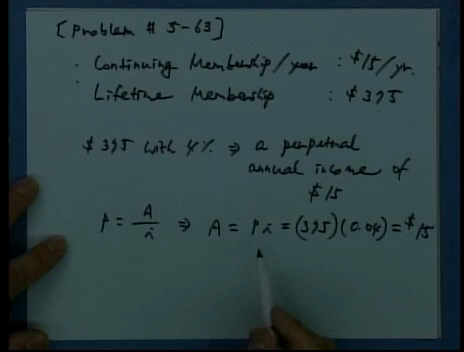 [Problem # 5-63]
. Continuing Membership/year : $15/yr.
. Lifetime Membership : $375
$375 with 4% ⇒ a perpetual
annual income of
$15
P = A/i ⇒ A = Pi = (375)(0.04) = $15